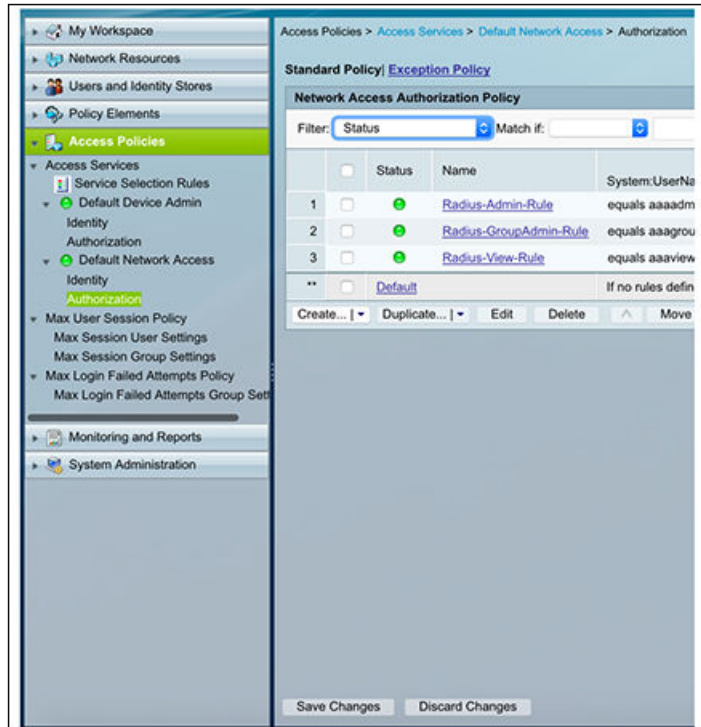 My Workspace
Network Resources
Users and Identity Stores
Policy Elements
Access Policies
Access Services
Service Selection Rules
Default Device Admin
Identity
Authorization
Default Network Access
Identity
Authorization
Max User Session Policy
Max Session User Settings
Max Session Group Settings
Max Login Failed Attempts Policy
Max Login Failed Attempts Group Sett
Monitoring and Reports
System Administration
Access Policies > Access Services > Default Network Access > Authorization
Standard Policy| Exception Policy
Network Access Authorization Policy
Filter: Status Match if:
Status Name System:UserNa
1 Radius-Admin-Rule equals aaaadm
2 Radius-GroupAdmin-Rule equals aaagrou
3 Radius-View-Rule equals aaaview
** Default If no rules defin
Create... | Duplicate... | Edit Delete Move
Save Changes Discard Changes